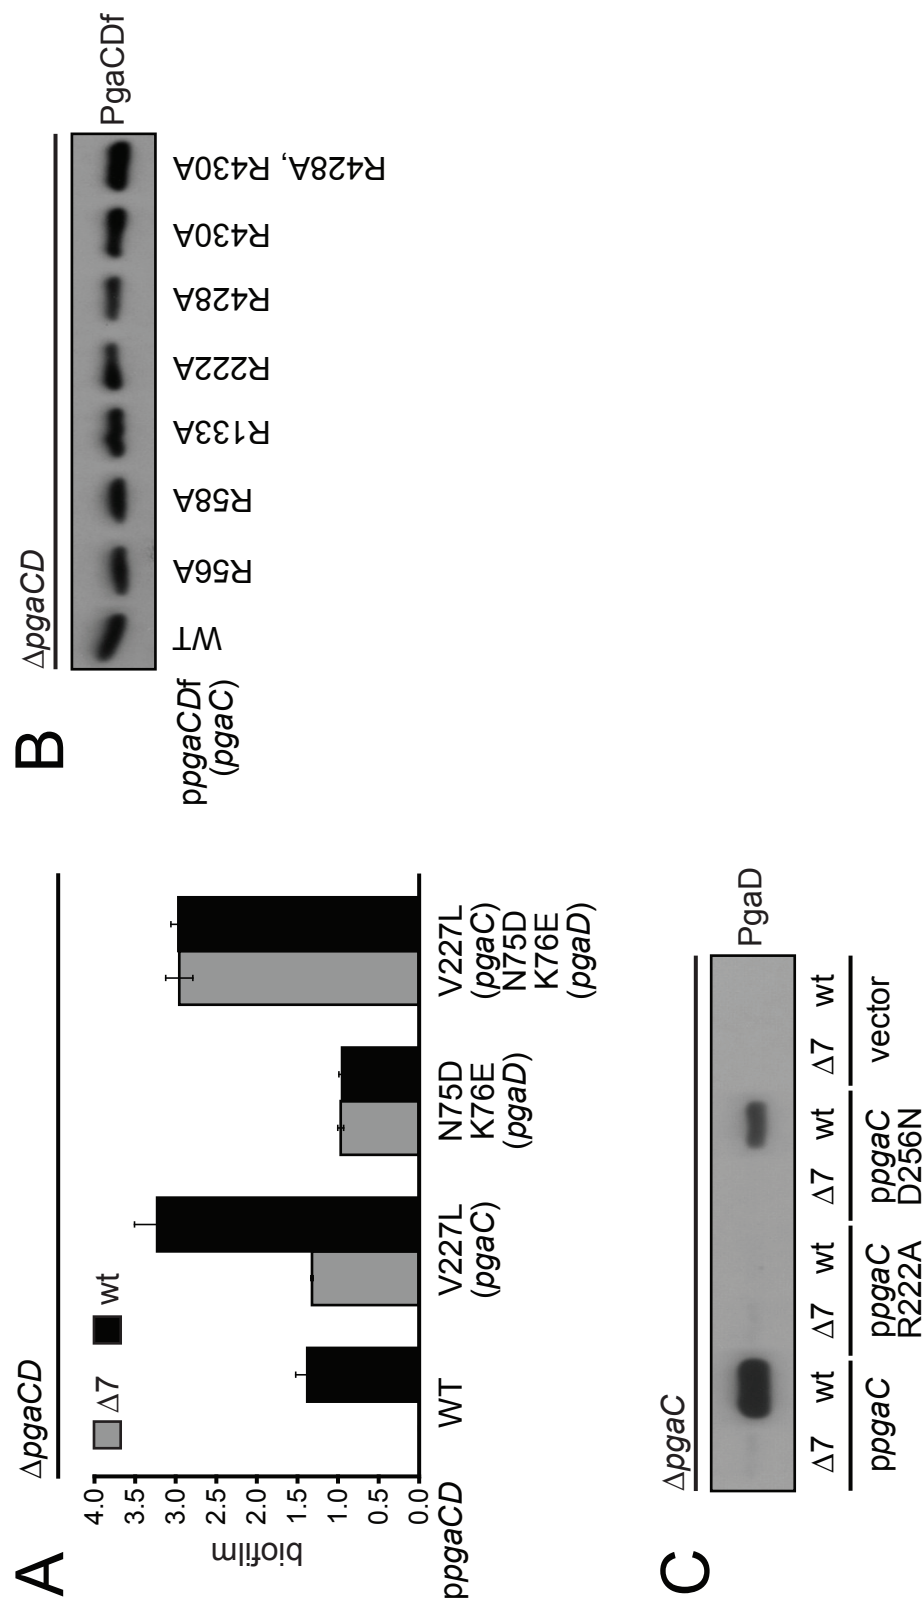 A
ΔpgaCD
Δ7
wt
biofilm
4.0
3.5
3.0
2.5
2.0
1.5
1.0
0.5
0.0
ppgaCD
WT
V227L
(pgaC)
N75D
K76E
(pgaD)
V227L
(pgaC)
N75D
K76E
(pgaD)
B
ΔpgaCD
PgaCDf
ppgaCDf
(pgaC)
WT
R56A
R58A
R133A
R222A
R428A
R430A
R428A, R430A
C
ΔpgaC
PgaD
Δ7 wt Δ7 wt Δ7 wt Δ7 wt
ppgaC
ppgaC
R222A
ppgaC
D256N
vector